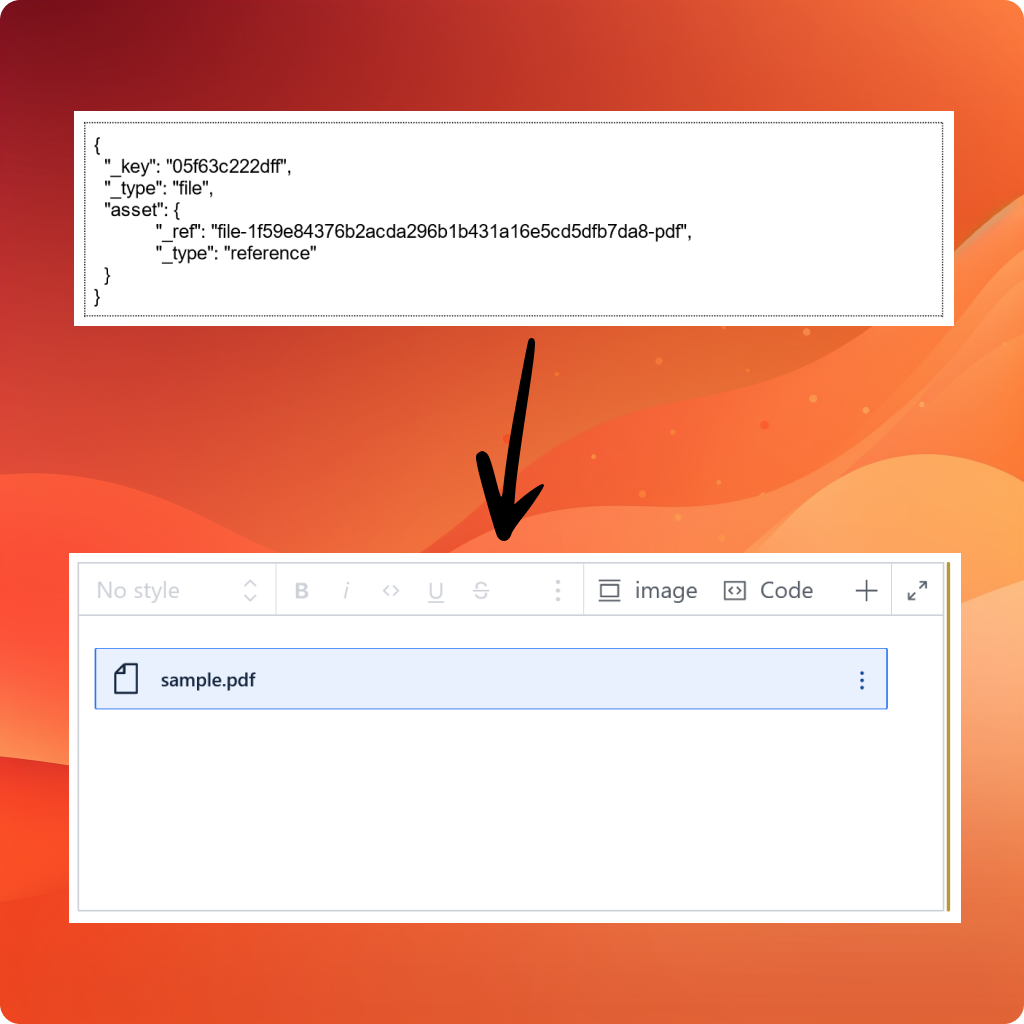 {
"_key": "05f63c222dff",
"_type": "file",
"asset": {
"_ref": "file-1f59e84376b2acda296b1b431a16e5cd5dfb7da8-pdf",
"_type": "reference"
}
}
No style B i <> U S image Code
sample.pdf